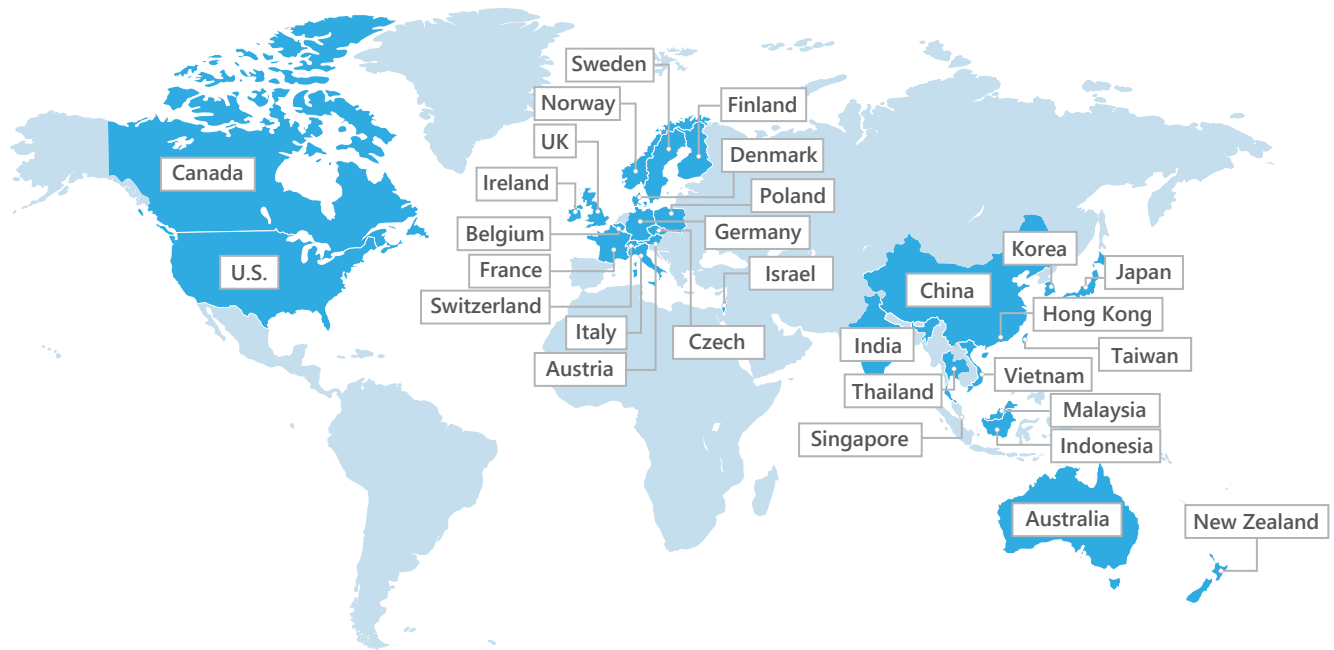 Sweden
Norway
Finland
UK
Denmark
Canada
Ireland
Poland
Belgium
Germany
Korea
U.S.
France
Israel
Japan
China
Switzerland
Hong Kong
Italy
Czech
India
Taiwan
Austria
Vietnam
Thailand
Malaysia
Singapore
Indonesia
Australia
New Zealand